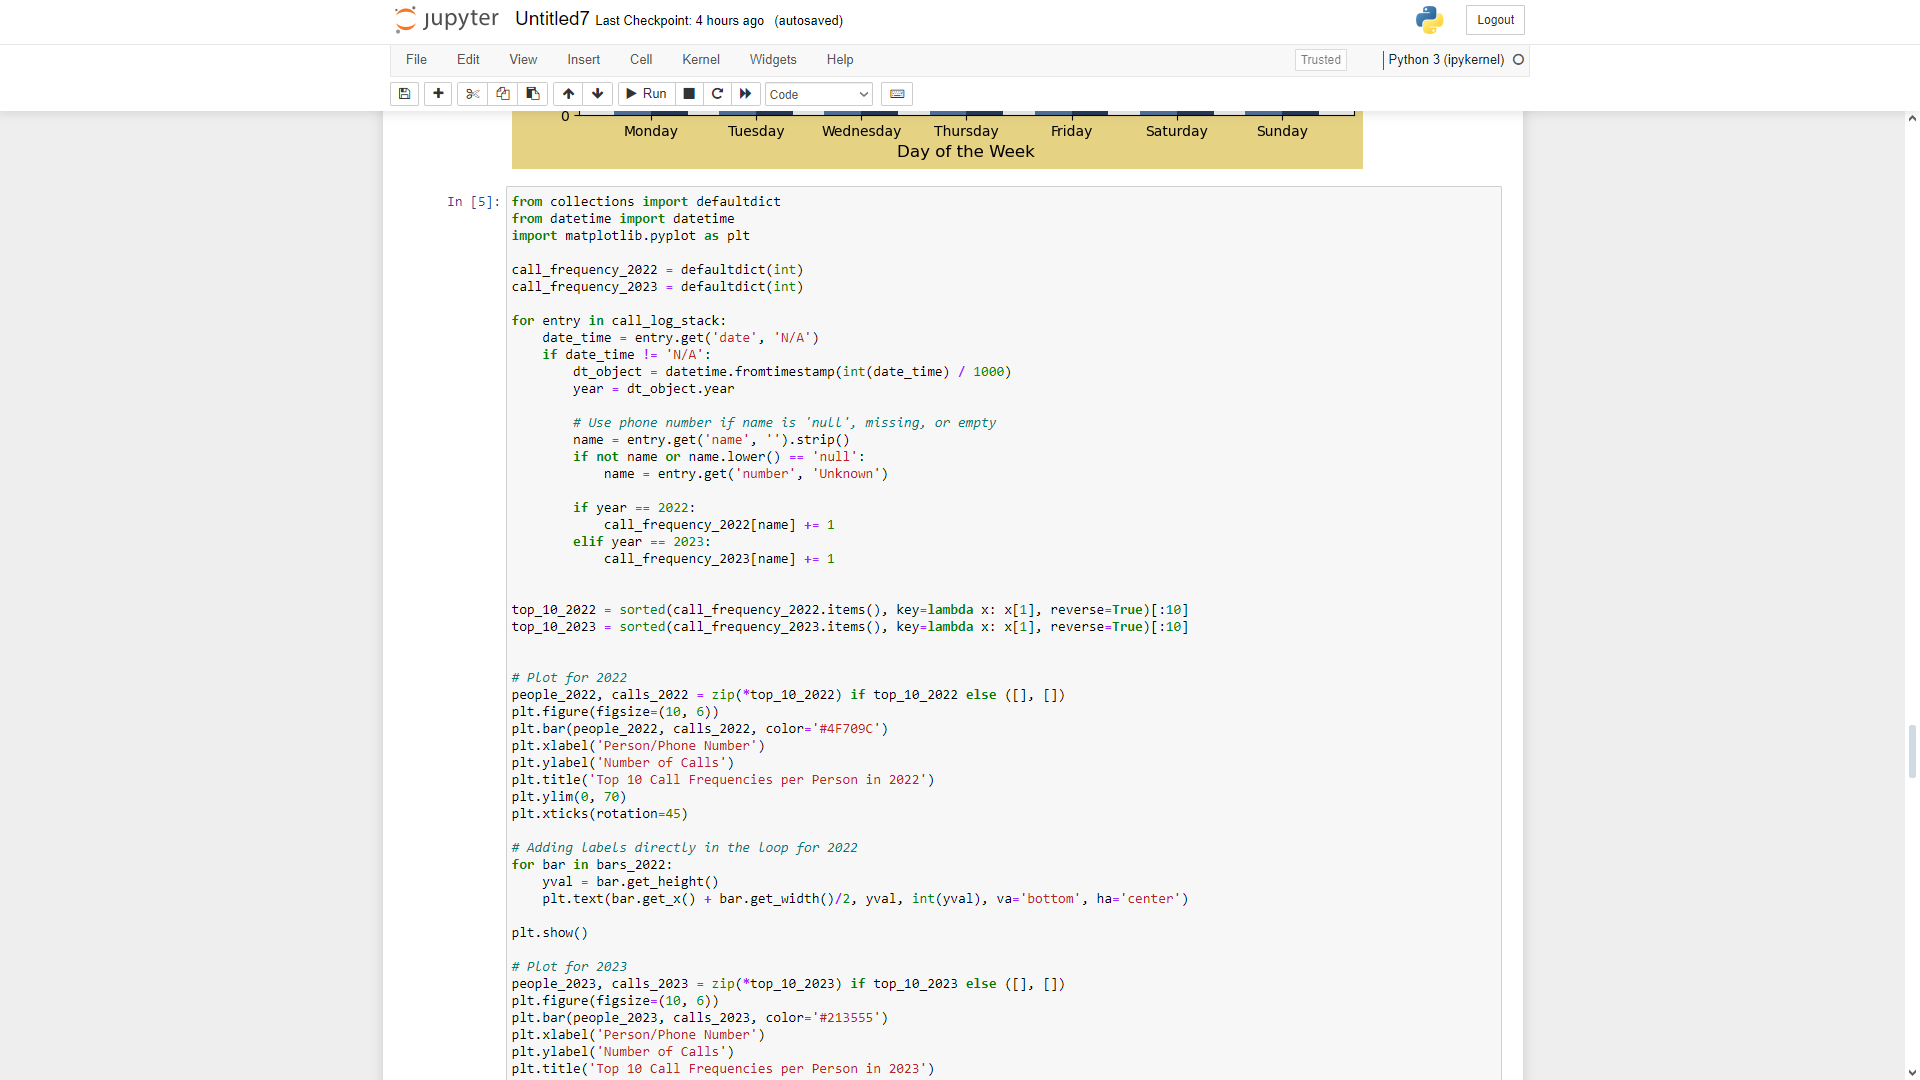 jupyter Untitled7 Last Checkpoint: 4 hours ago (autosaved) Logout
File Edit View Insert Cell Kernel Widgets Help Trusted Python 3 (ipykernel)
Run Code
0
Monday Tuesday Wednesday Thursday Friday Saturday Sunday
Day of the Week
In [5]:
from collections import defaultdict
from datetime import datetime
import matplotlib.pyplot as plt
call_frequency_2022 = defaultdict(int)
call_frequency_2023 = defaultdict(int)
for entry in call_log_stack:
    date_time = entry.get('date', 'N/A')
    if date_time != 'N/A':
        dt_object = datetime.fromtimestamp(int(date_time) / 1000)
        year = dt_object.year
        # Use phone number if name is 'null', missing, or empty
        name = entry.get('name', '').strip()
        if not name or name.lower() == 'null':
            name = entry.get('number', 'Unknown')
        if year == 2022:
            call_frequency_2022[name] += 1
        elif year == 2023:
            call_frequency_2023[name] += 1
top_10_2022 = sorted(call_frequency_2022.items(), key=lambda x: x[1], reverse=True)[:10]
top_10_2023 = sorted(call_frequency_2023.items(), key=lambda x: x[1], reverse=True)[:10]
# Plot for 2022
people_2022, calls_2022 = zip(*top_10_2022) if top_10_2022 else ([], [])
plt.figure(figsize=(10, 6))
plt.bar(people_2022, calls_2022, color='#4F709C')
plt.xlabel('Person/Phone Number')
plt.ylabel('Number of Calls')
plt.title('Top 10 Call Frequencies per Person in 2022')
plt.ylim(0, 70)
plt.xticks(rotation=45)
# Adding labels directly in the loop for 2022
for bar in bars_2022:
    yval = bar.get_height()
    plt.text(bar.get_x() + bar.get_width()/2, yval, int(yval), va='bottom', ha='center')
plt.show()
# Plot for 2023
people_2023, calls_2023 = zip(*top_10_2023) if top_10_2023 else ([], [])
plt.figure(figsize=(10, 6))
plt.bar(people_2023, calls_2023, color='#213555')
plt.xlabel('Person/Phone Number')
plt.ylabel('Number of Calls')
plt.title('Top 10 Call Frequencies per Person in 2023')